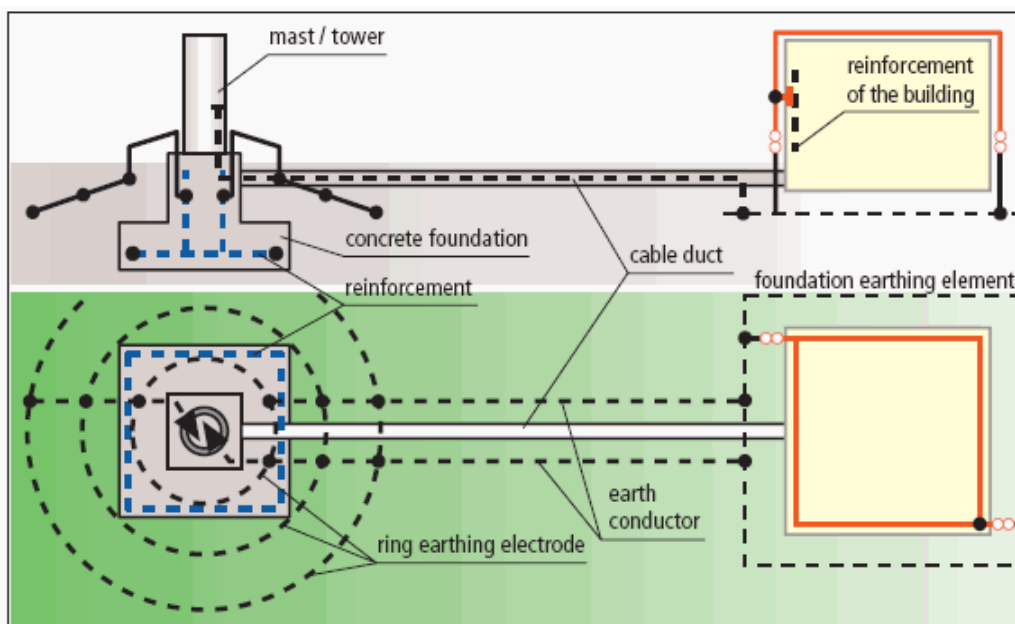 mast / tower
reinforcement
of the building
concrete foundation
cable duct
reinforcement
foundation earthing element
earth
conductor
ring earthing electrode